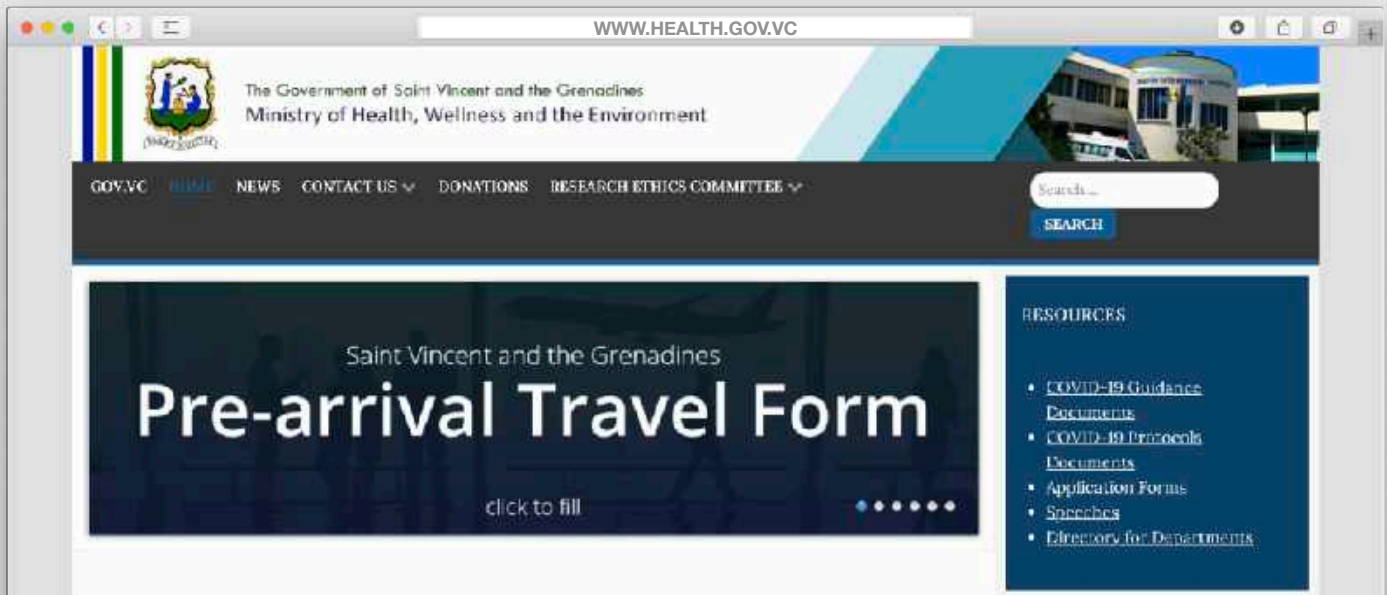 WWW.HEALTH.GOV.VC
The Government of Saint Vincent and the Grenadines
Ministry of Health, Wellness and the Environment
GOV.VC HOME NEWS CONTACT US DONATIONS RESEARCH ETHICS COMMITTEE
Search ...
SEARCH
Saint Vincent and the Grenadines
Pre-arrival Travel Form
click to fill
RESOURCES
• COVID-19 Guidance
Documents
• COVID-19 Protocols
Documents
• Application Forms
• Speeches
• Directory for Departments